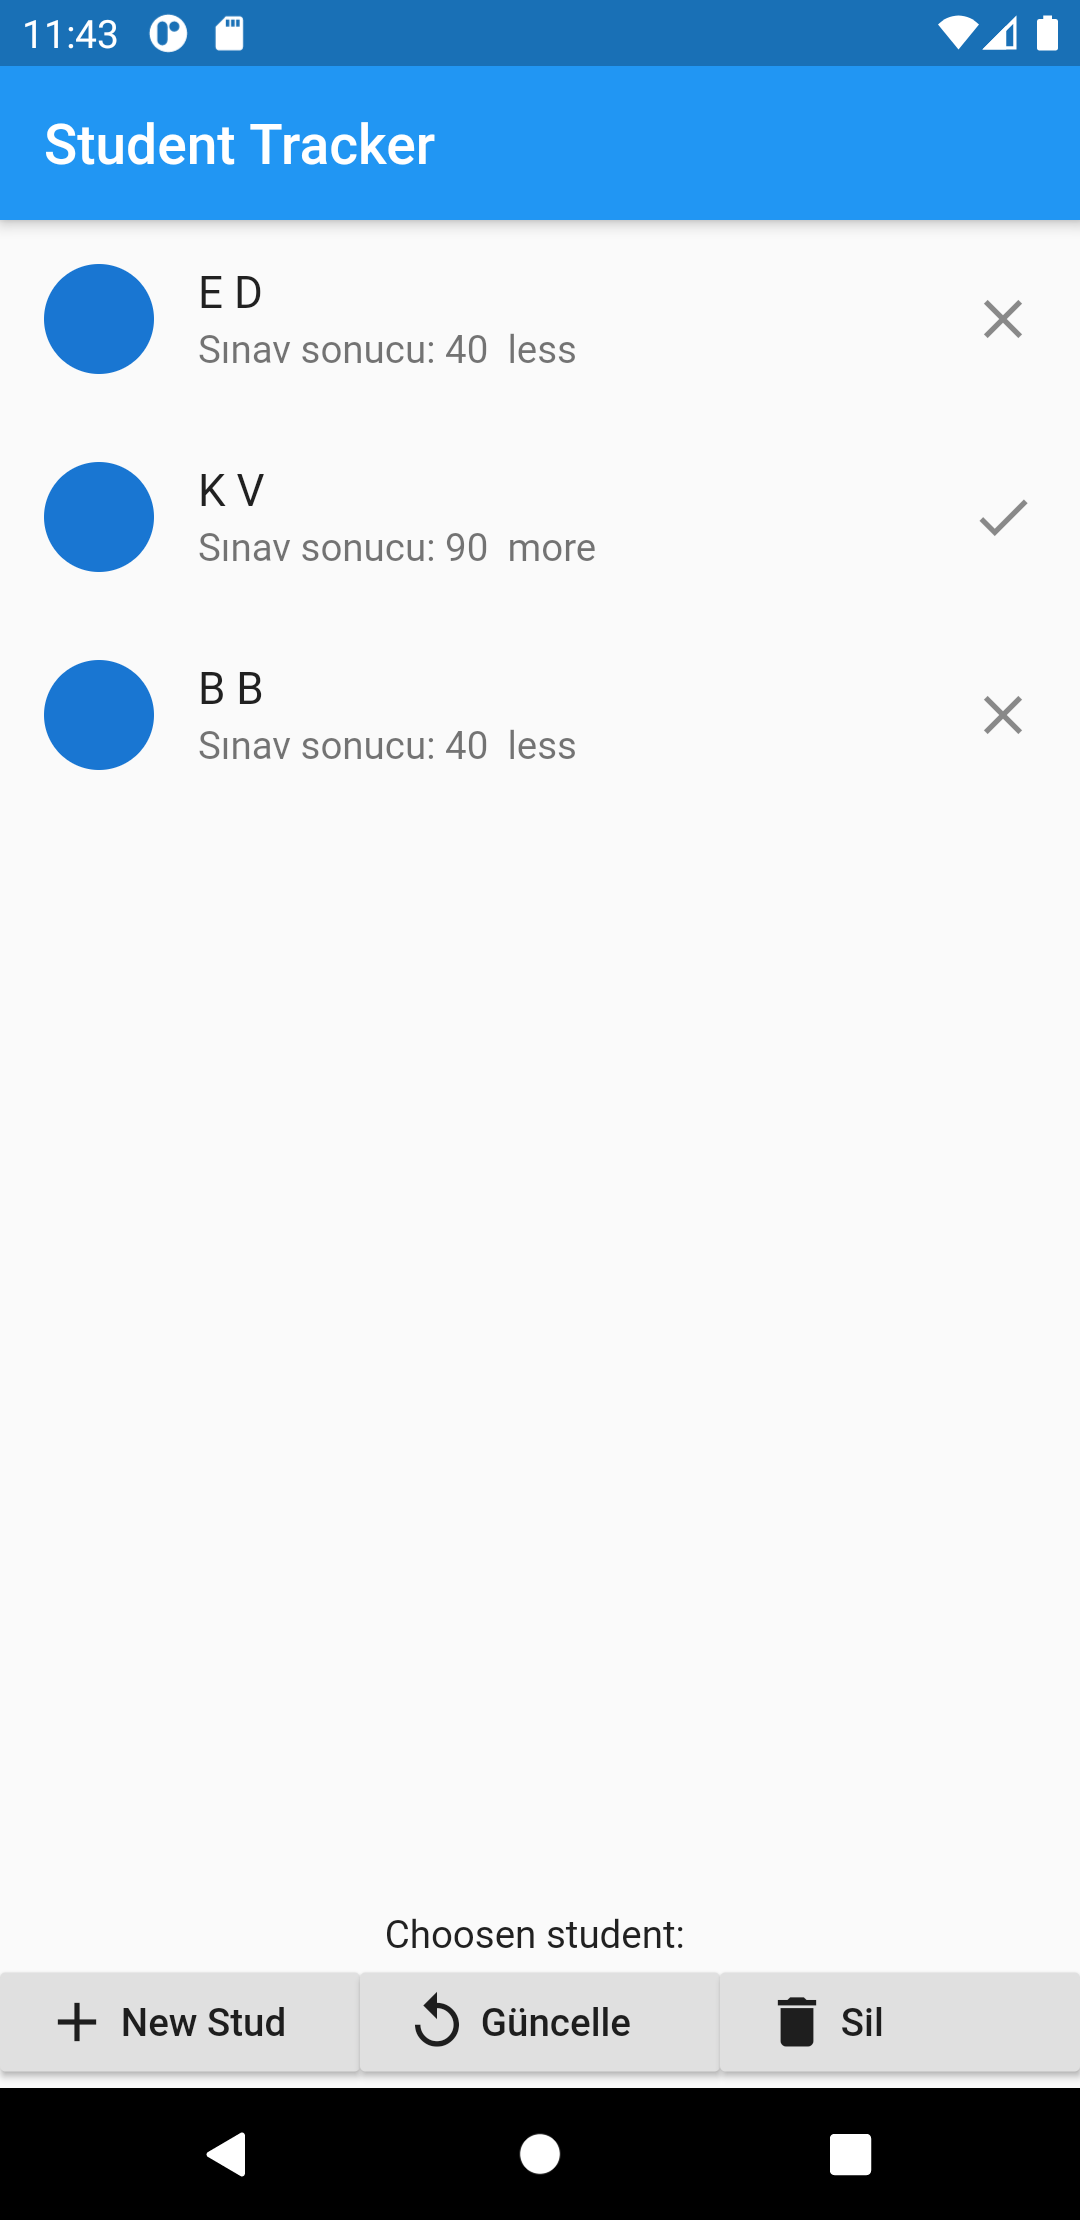 11:43
Student Tracker
E D
Sınav sonucu: 40  less
K V
Sınav sonucu: 90  more
B B
Sınav sonucu: 40  less
Choosen student:
New Stud
Güncelle
Sil